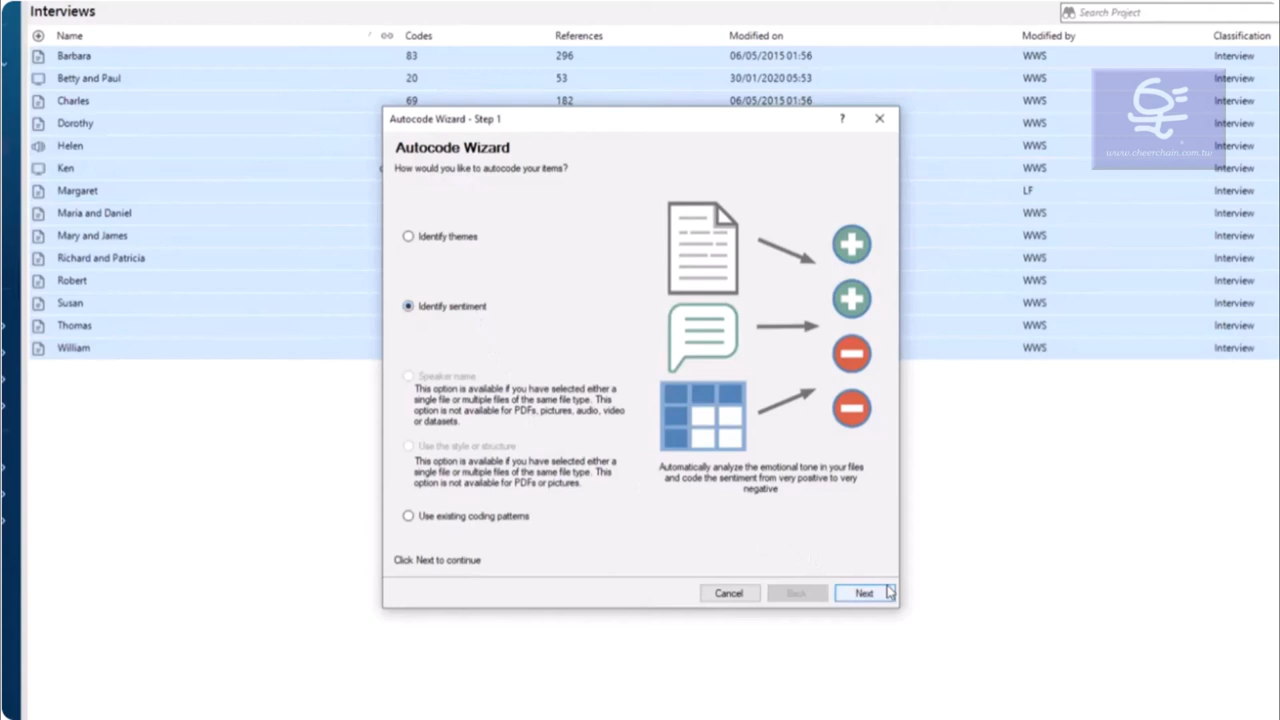 Interviews
Search Project
Name Codes References Modified on Modified by Classification
Barbara 83 296 06/05/2015 01:56 WWS Interview
Betty and Paul 20 53 30/01/2020 05:53 WWS Interview
Charles 69 182 06/05/2015 01:56 WWS Interview
Dorothy WWS Interview
Helen WWS Interview
Ken WWS Interview
Margaret LF Interview
Maria and Daniel WWS Interview
Mary and James WWS Interview
Richard and Patricia WWS Interview
Robert WWS Interview
Susan WWS Interview
Thomas WWS Interview
William WWS Interview
www.cheerchain.com.tw
Autocode Wizard - Step 1
Autocode Wizard
How would you like to autocode your items?
Identify themes
Identify sentiment
Speaker name
This option is available if you have selected either a
single file or multiple files of the same file type. This
option is not available for PDFs, pictures, audio, video
or datasets.
Use the style or structure
This option is available if you have selected either a
single file or multiple files of the same file type. This
option is not available for PDFs or pictures.
Use existing coding patterns
Automatically analyze the emotional tone in your files
and code the sentiment from very positive to very
negative
Click Next to continue
Cancel Back Next